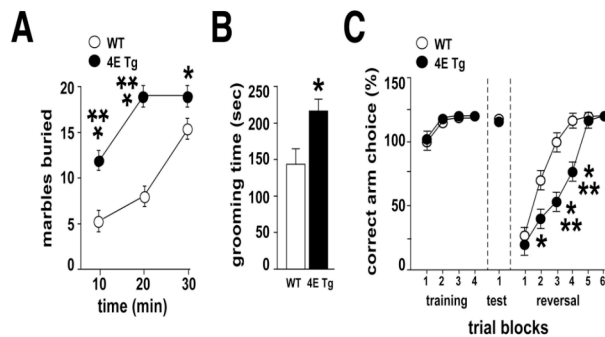 A
WT
4E Tg
marbles buried
20
15
10
5
0
***
***
*
10 20 30
time (min)
B
grooming time (sec)
250
200
150
100
50
0
*
WT 4E Tg
C
WT
4E Tg
correct arm choice (%)
100
50
0
*
***
***
1 2 3 4 1 1 2 3 4 5 6
training test reversal
trial blocks